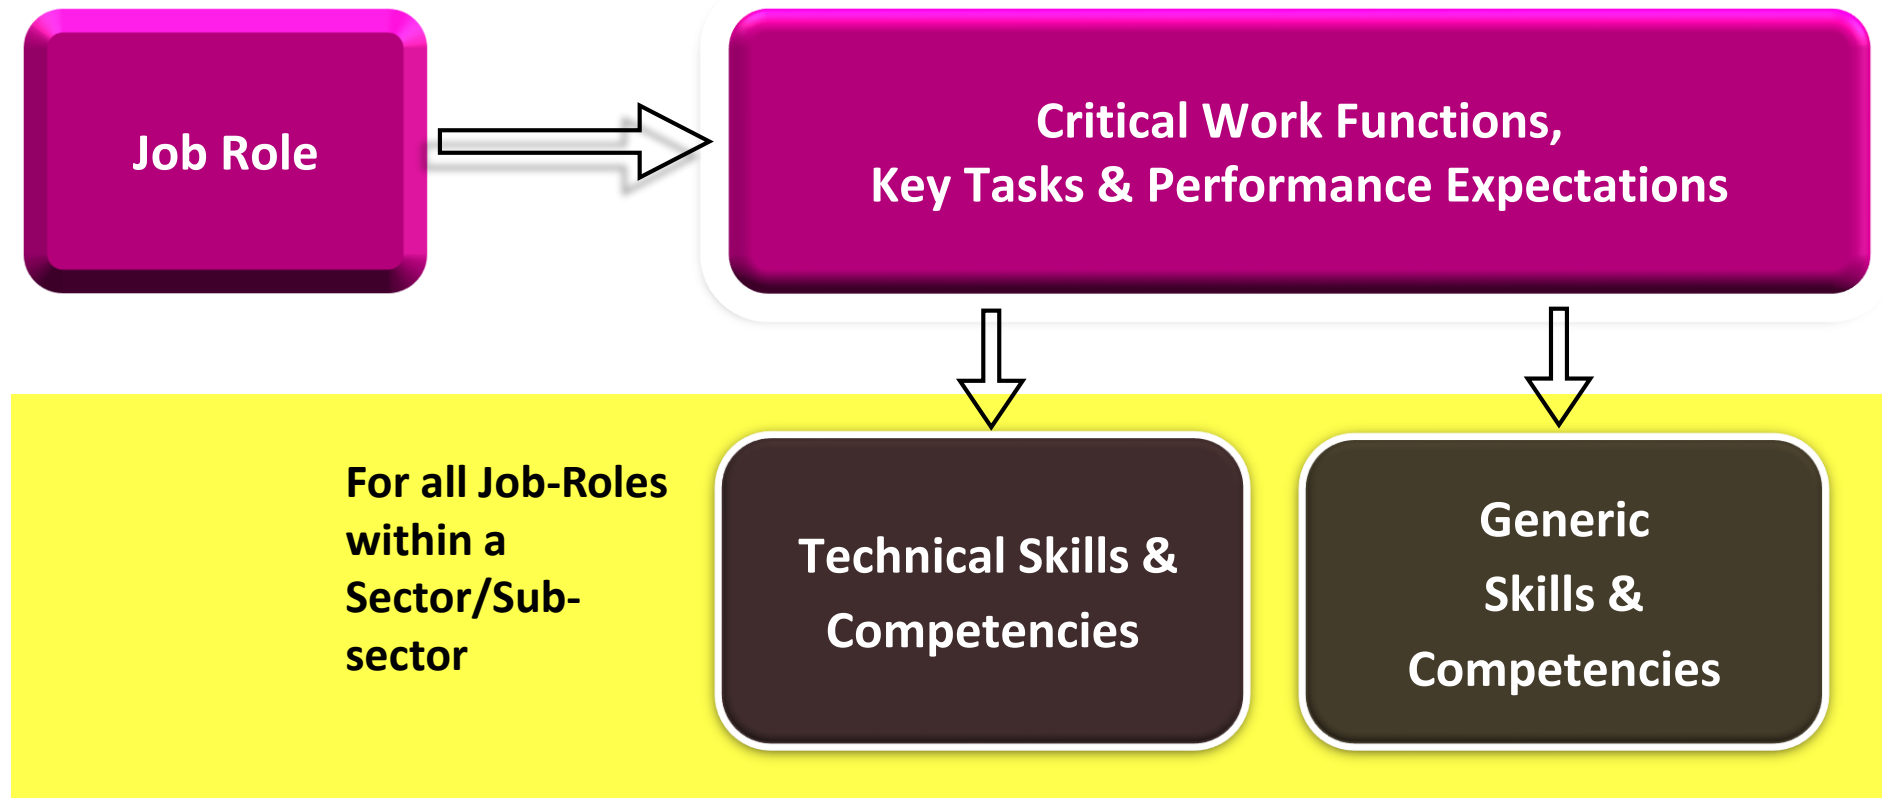 Job Role
Critical Work Functions,
Key Tasks & Performance Expectations
For all Job-Roles
within a
Sector/Sub-
sector
Technical Skills &
Competencies
Generic
Skills &
Competencies